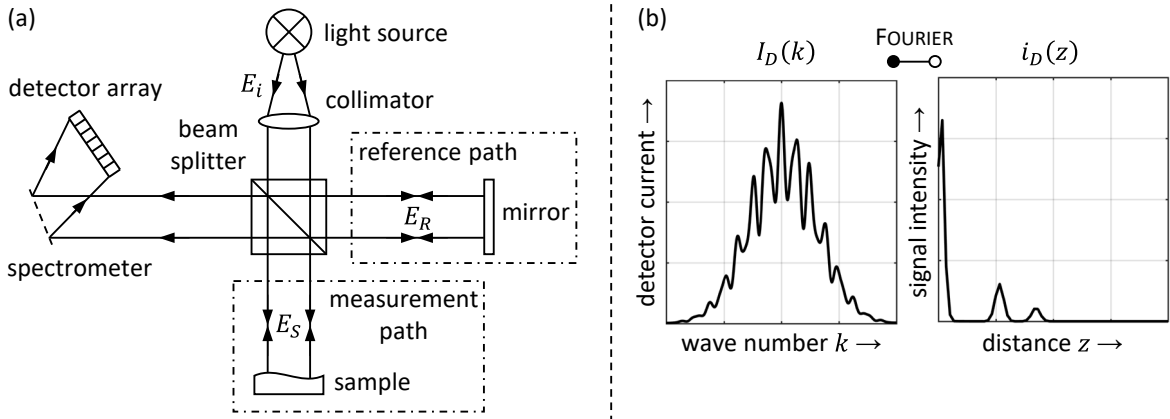 (a)
light source
E_i
collimator
detector array
beam
splitter
reference path
E_R
mirror
spectrometer
measurement
path
E_S
sample
(b)
I_D(k)
FOURIER
i_D(z)
detector current →
wave number k →
signal intensity →
distance z →